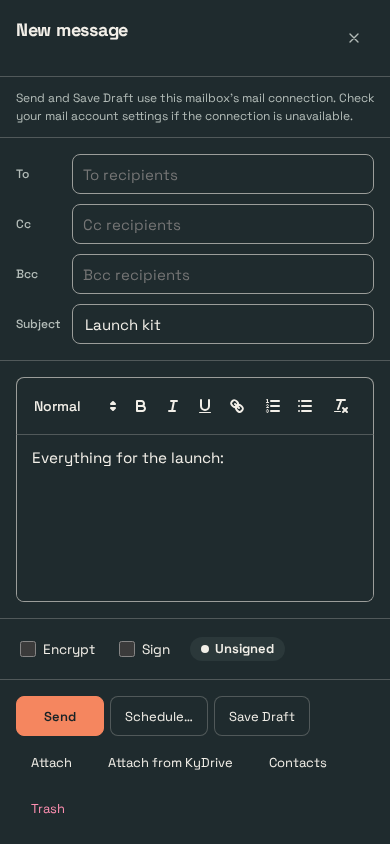 New message
Send and Save Draft use this mailbox's mail connection. Check
your mail account settings if the connection is unavailable.
To
To recipients
Cc
Cc recipients
Bcc
Bcc recipients
Subject
Launch kit
Normal
Everything for the launch:
Encrypt
Sign
Unsigned
Send
Schedule…
Save Draft
Attach
Attach from KyDrive
Contacts
Trash